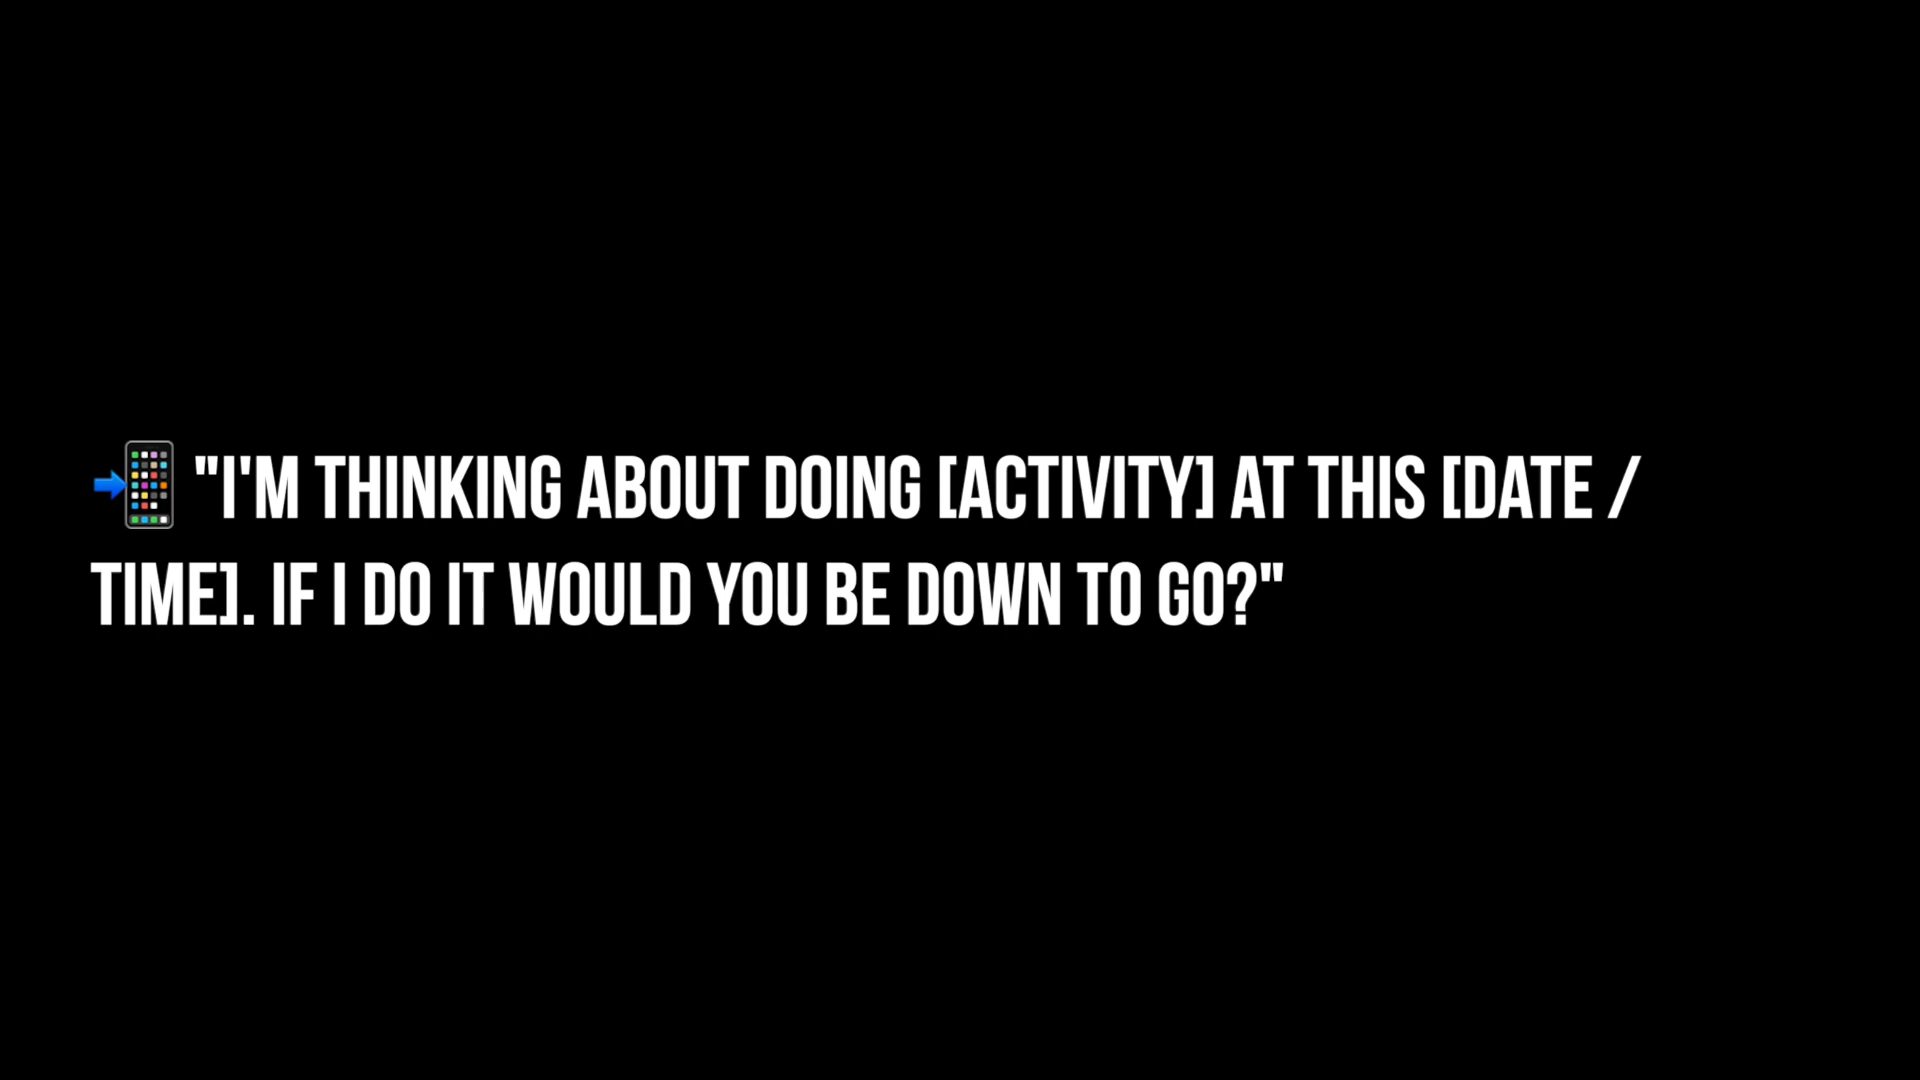 📲 "I'M THINKING ABOUT DOING [ACTIVITY] AT THIS [DATE /
TIME]. IF I DO IT WOULD YOU BE DOWN TO GO?"